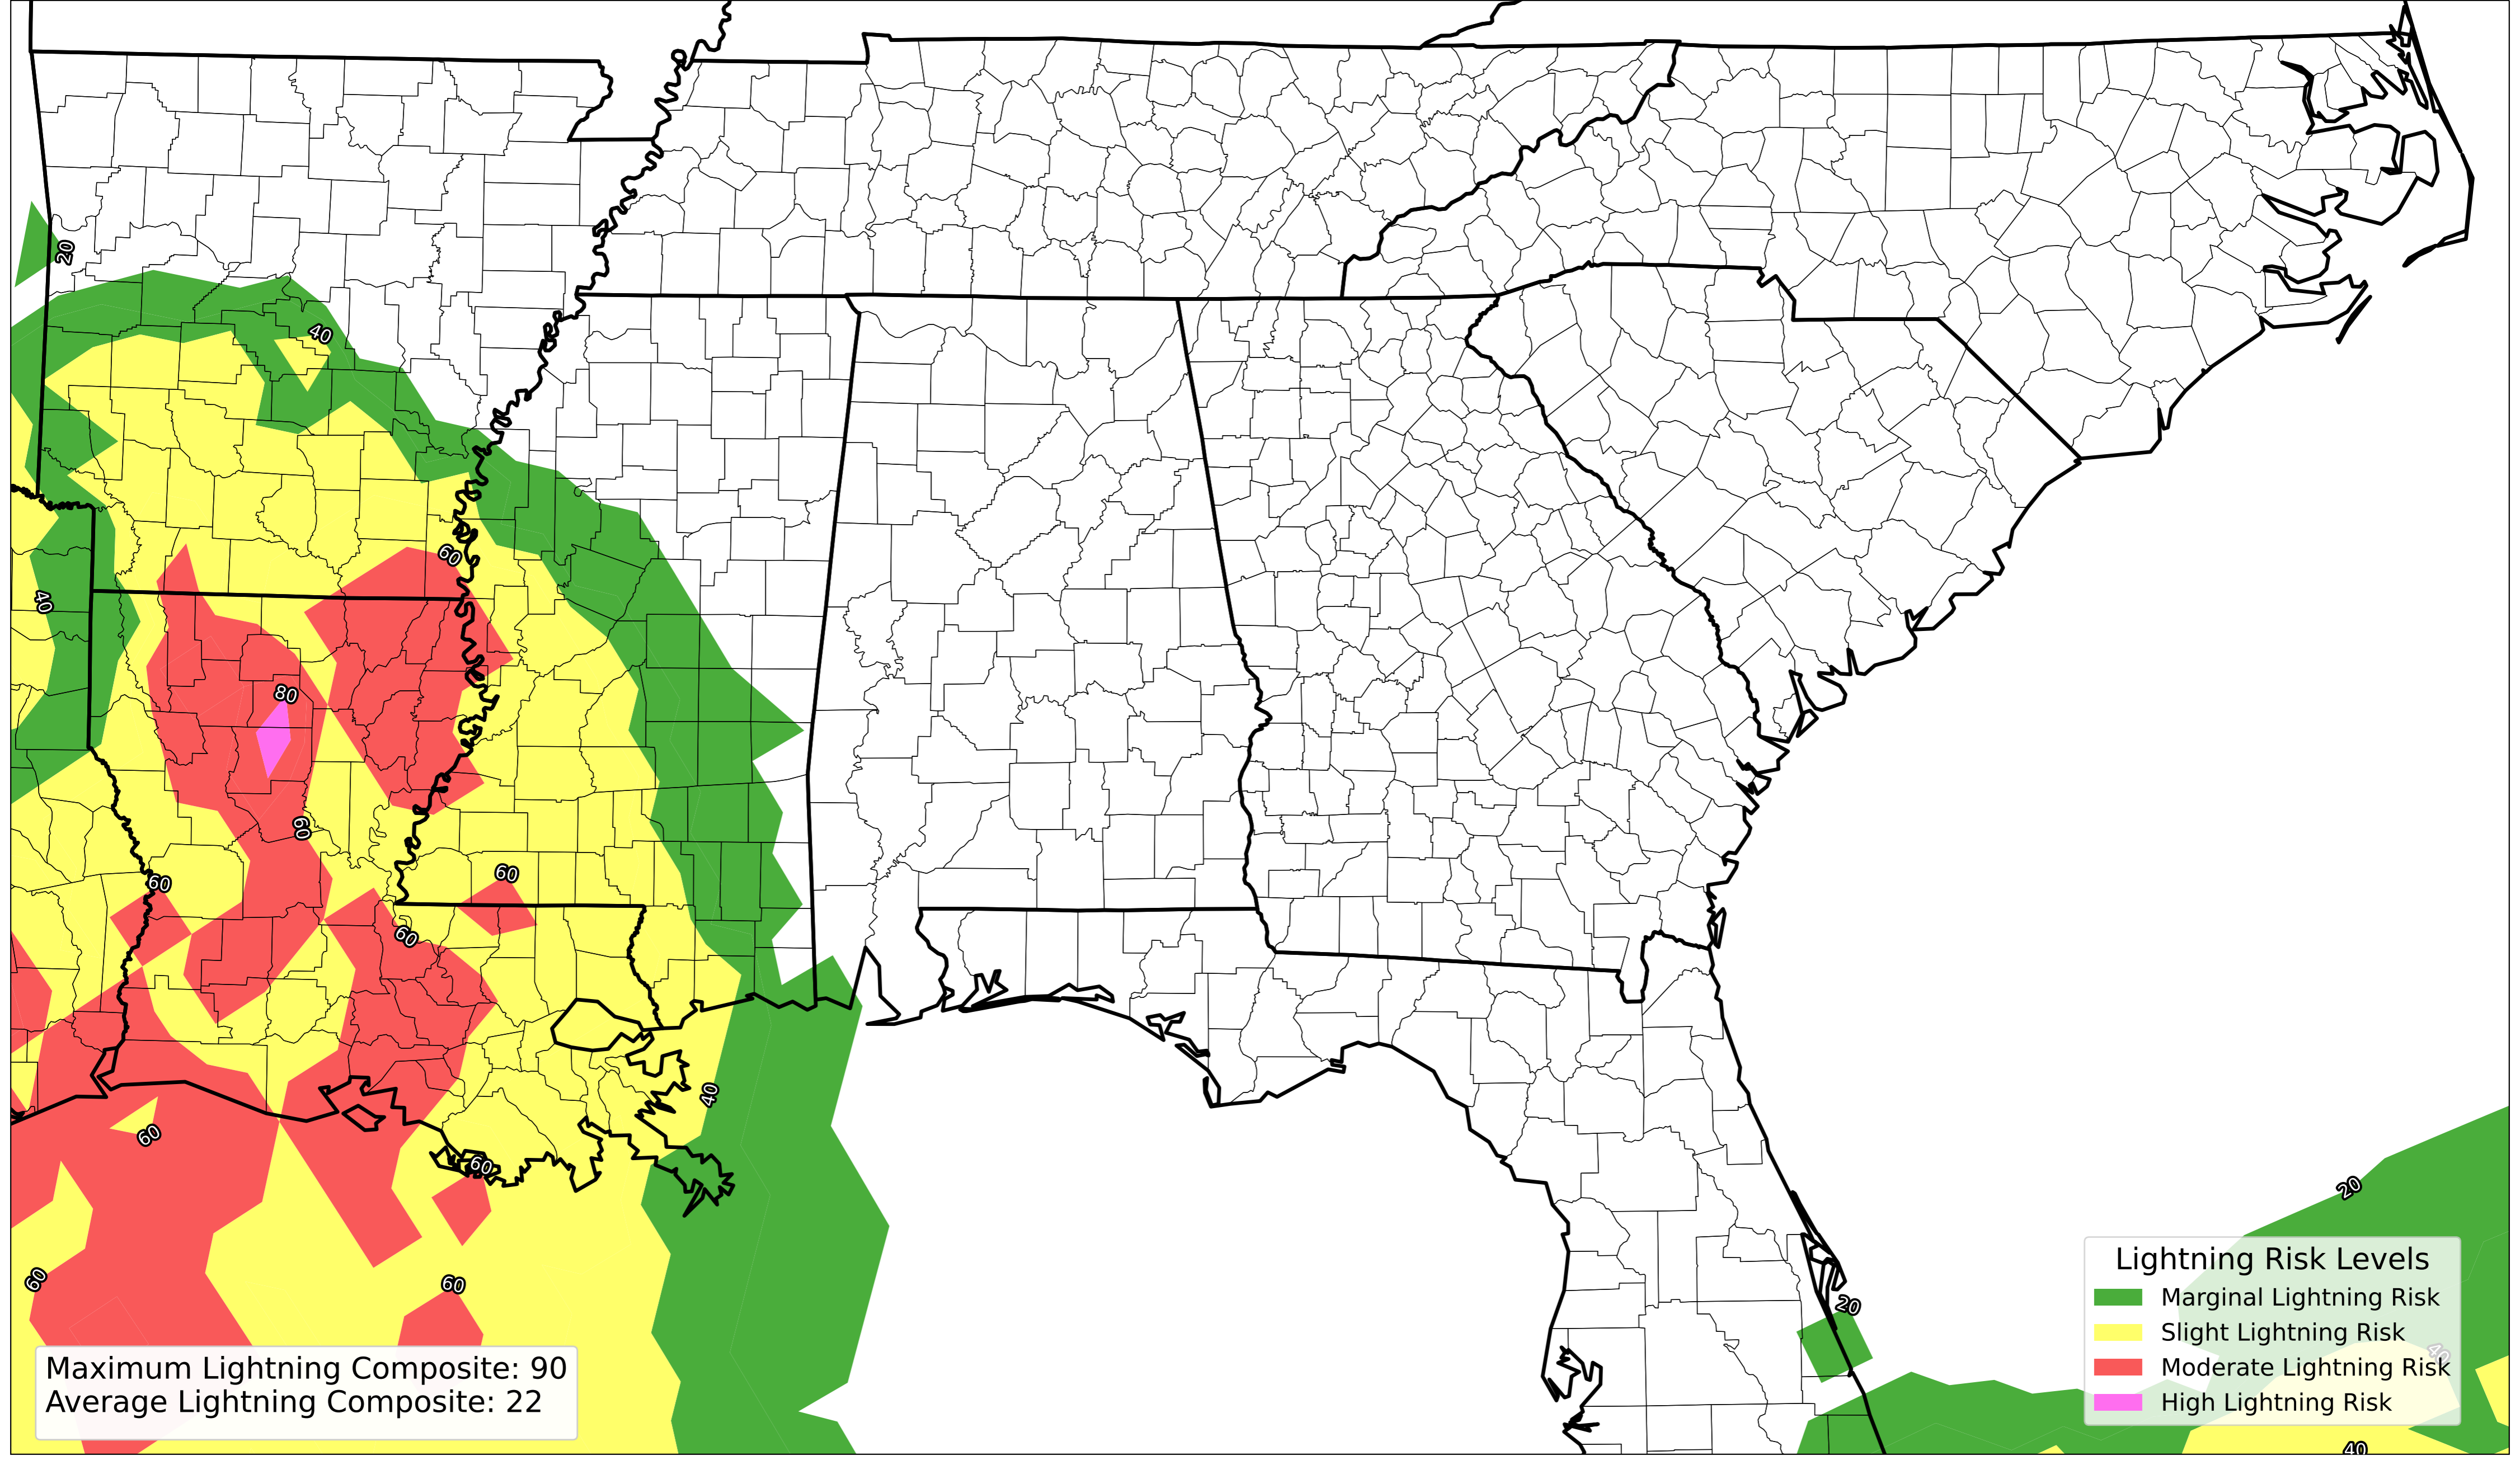 20
40
60
40
80
60
60
60
60
40
60
60
20
60
60
20
Lightning Risk Levels
Marginal Lightning Risk
Slight Lightning Risk
Moderate Lightning Risk
High Lightning Risk
40
40
Maximum Lightning Composite: 90
Average Lightning Composite: 22